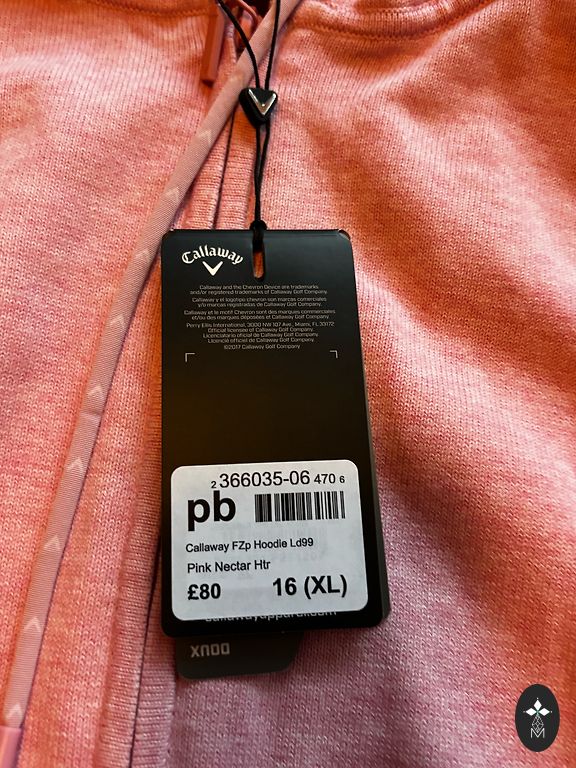 Callaway
Callaway and the Chevron Device are trademarks
and/or registered trademarks of Callaway Golf Company.
Callaway y el logotipo chevron son marcas comerciales
y/o marcas registradas de Callaway Golf Company.
Callaway et le motif Chevron sont des marques commerciales
et/ou des marques déposées et Callaway Golf Company
Perry Ellis International, 3000 NW 107 Ave., Miami, FL 33172
Official licensee of Callaway Golf Company.
Licenciatario oficial de Callaway Golf Company.
Licencié officiel de Callaway Golf Company.
©2017 Callaway Golf Company
2 366035-06 470 6
pb
Callaway FZp Hoodie Ld99
Pink Nectar Htr
£80 16 (XL)
callawayapparel.com
DOUX
M